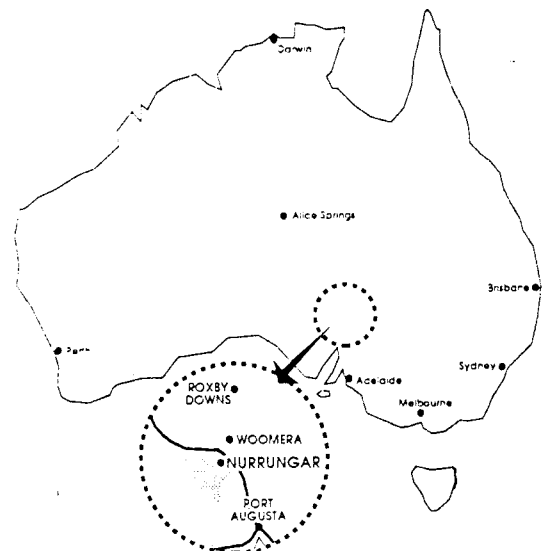 Darwin
Alice Springs
Brisbane
Perth
Sydney
Adelaide
Melbourne
ROXBY
DOWNS
WOOMERA
NURRUNGAR
PORT
AUGUSTA